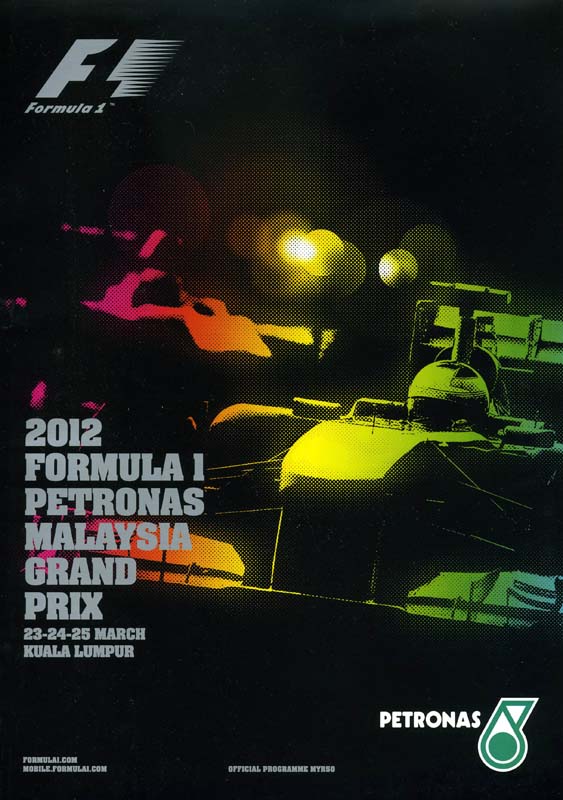 F1
Formula 1™
2012
FORMULA 1
PETRONAS
MALAYSIA
GRAND
PRIX
23-24-25 MARCH
KUALA LUMPUR
PETRONAS
FORMULA1.COM
MOBILE.FORMULA1.COM
OFFICIAL PROGRAMME MYR50